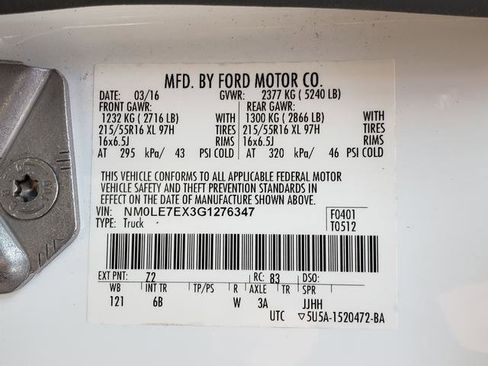 MFD. BY FORD MOTOR CO.
DATE: 03/16 GVWR: 2377 KG ( 5240 LB)
FRONT GAWR: REAR GAWR:
1232 KG ( 2716 LB) WITH 1300 KG ( 2866 LB) WITH
215/55R16 XL 97H TIRES 215/55R16 XL 97H TIRES
16x6.5J RIMS 16x6.5J RIMS
AT 295 kPa/ 43 PSI COLD AT 320 kPa/ 46 PSI COLD
THIS VEHICLE CONFORMS TO ALL APPLICABLE FEDERAL MOTOR
VEHICLE SAFETY AND THEFT PREVENTION STANDARDS IN
EFFECT ON THE DATE OF MANUFACTURE SHOWN ABOVE.
VIN: NM0LE7EX3G1276347 F0401
TYPE: Truck T0512
EXT PNT: 72 RC: 83 DSO:
WB INT TR TP/PS R AXLE TR SPR
121 6B W 3A JJHH
UTC ▽5U5A-1520472-BA